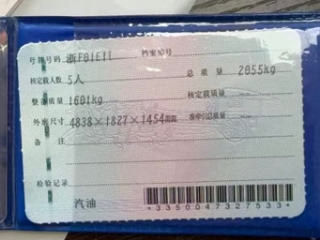 号牌号码 浙F01E1L 档案编号
核定载人数 5人 总质量 2055kg
整备质量 1601kg 核定载质量
外廓尺寸 4838×1827×1454mm 准牵引总质量
备注
检验记录
汽油
*3350047327533*